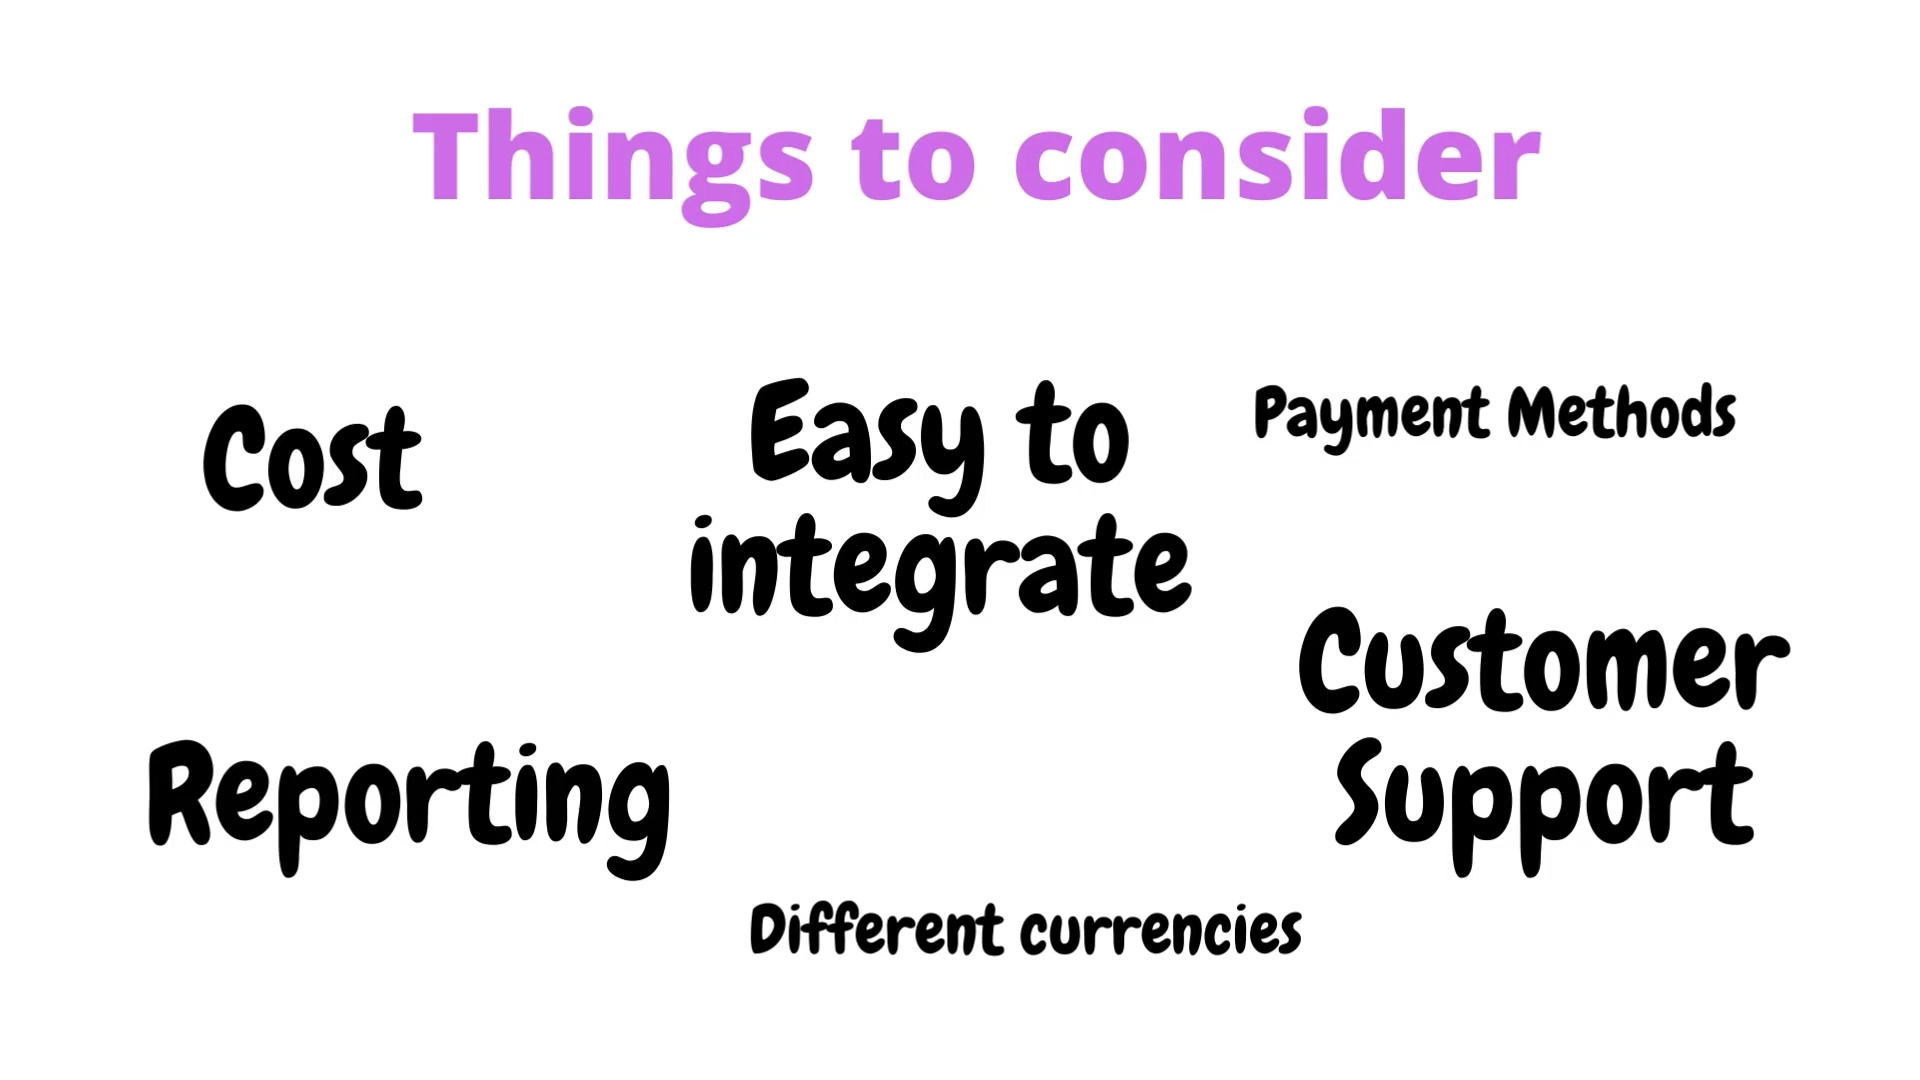 Things to consider
Cost
Easy to
integrate
Payment Methods
Customer
Support
Reporting
Different currencies